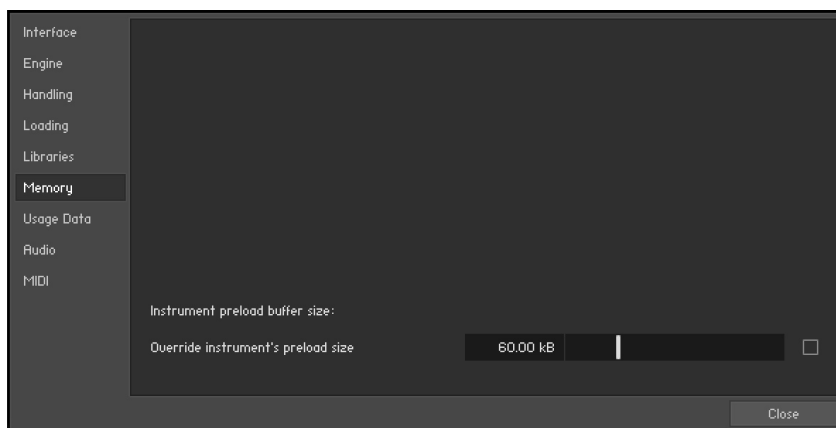 Interface
Engine
Handling
Loading
Libraries
Memory
Usage Data
Audio
MIDI
Instrument preload buffer size:
Override instrument's preload size 60.00 kB
Close